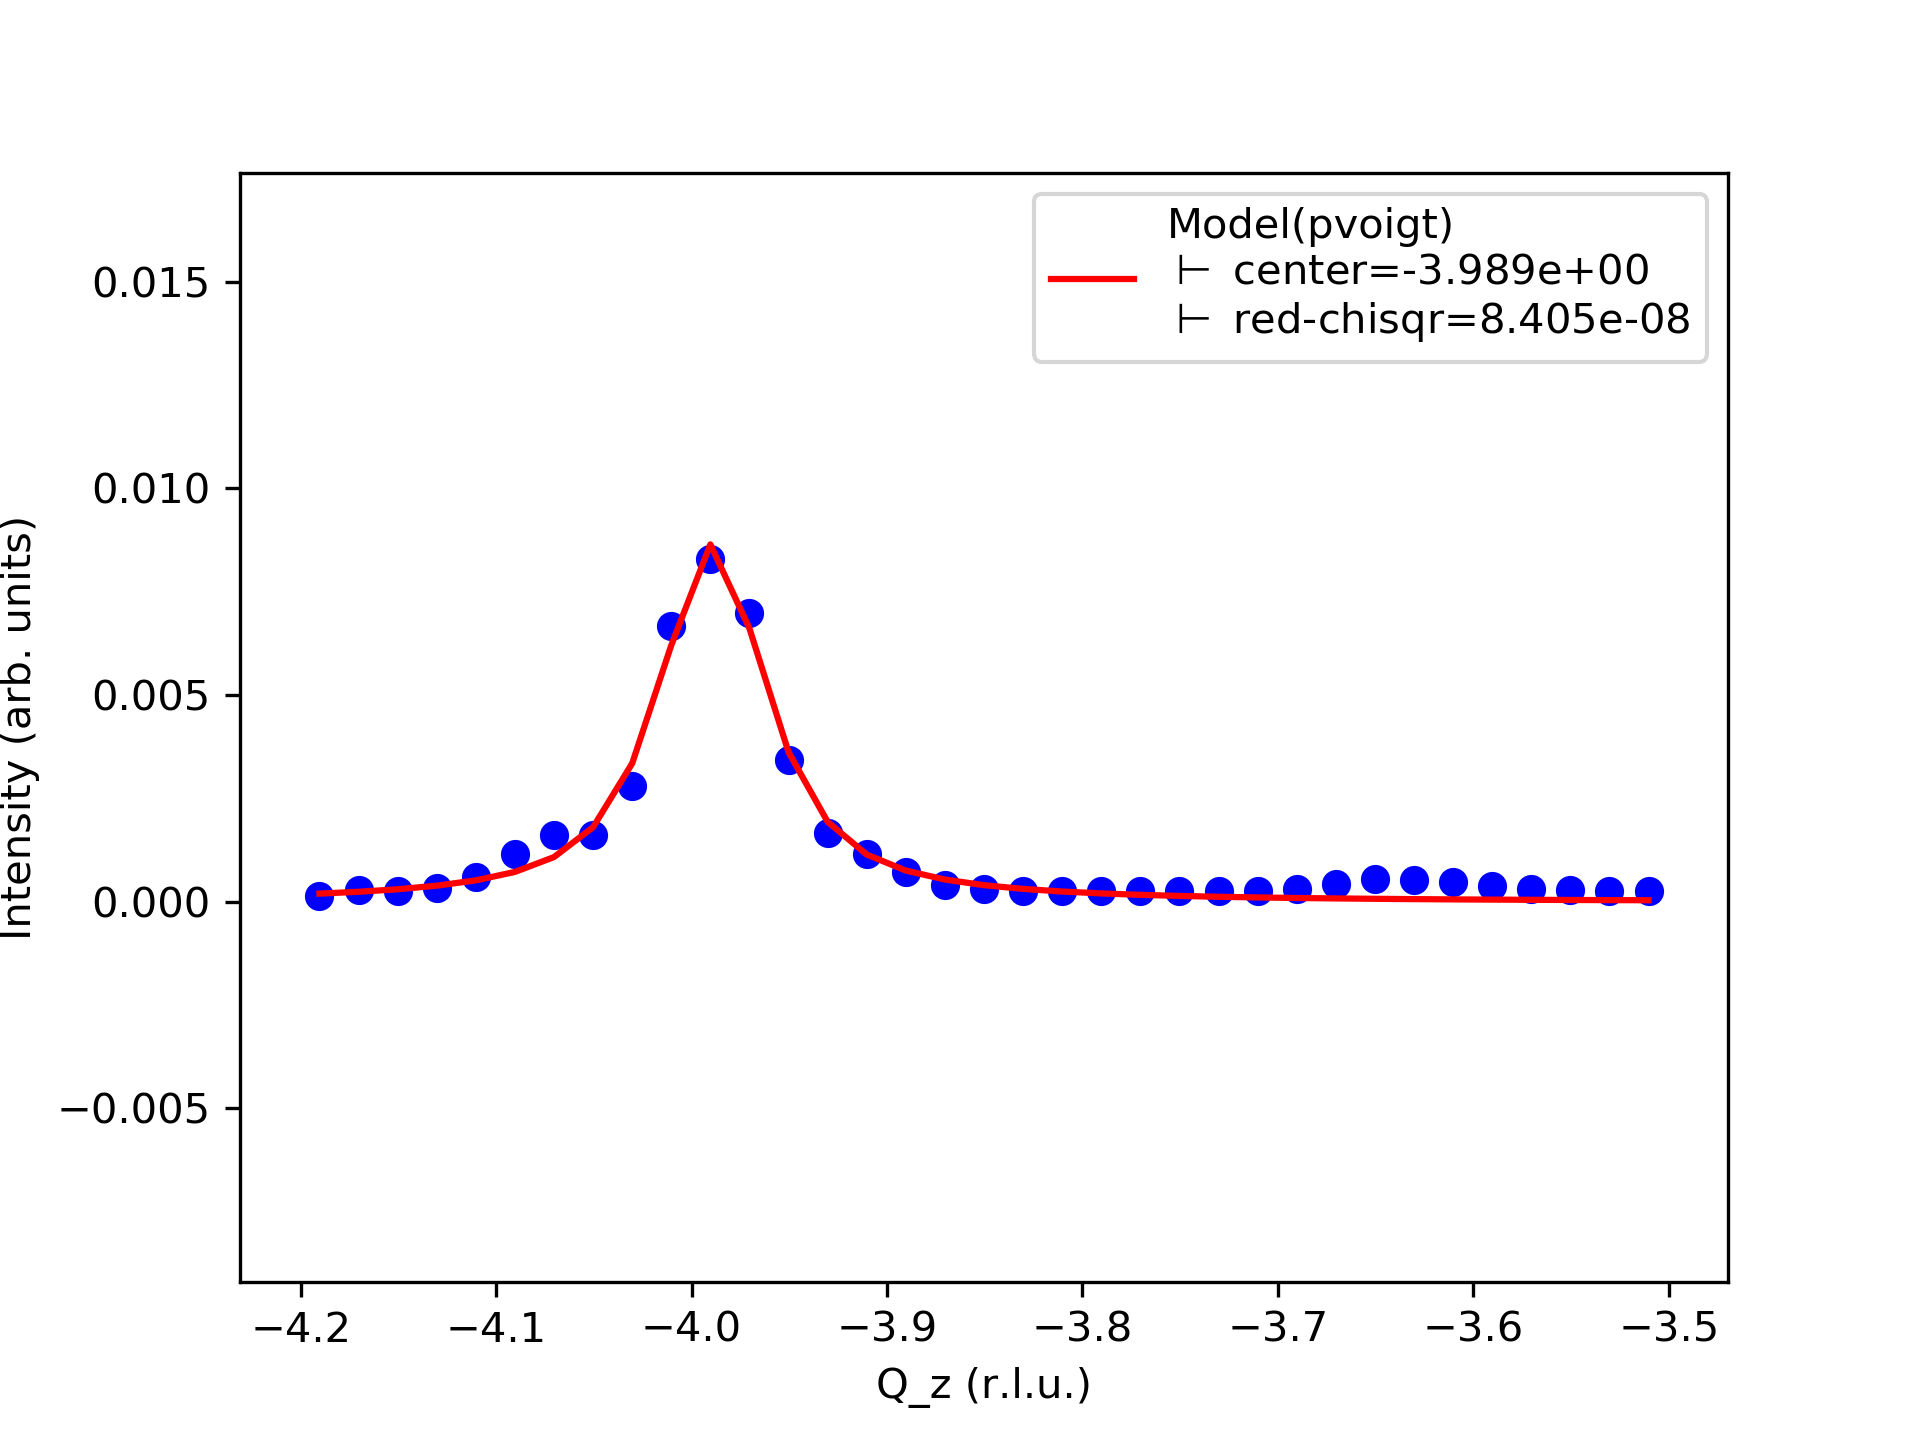 Model(pvoigt)
⊢ center=-3.989e+00
⊢ red-chisqr=8.405e-08
0.015
0.010
0.005
0.000
−0.005
Intensity (arb. units)
−4.2 −4.1 −4.0 −3.9 −3.8 −3.7 −3.6 −3.5
Q_z (r.l.u.)